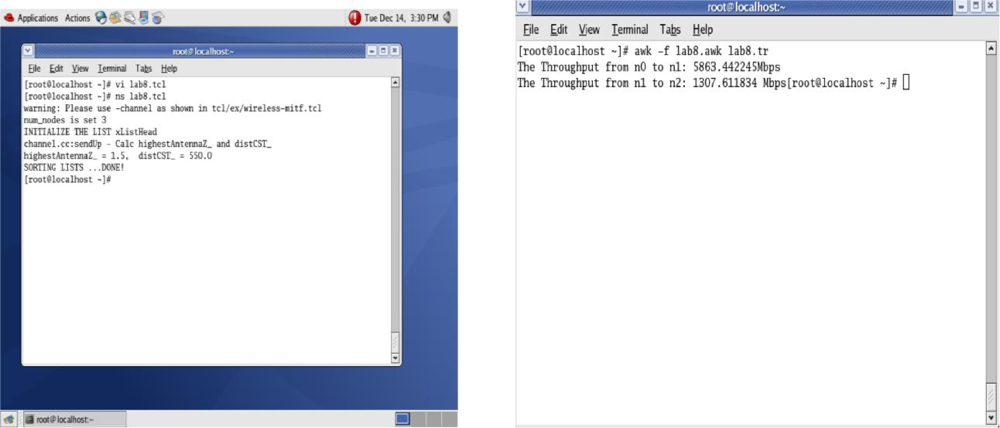 Applications Actions Tue Dec 14, 3:30 PM
root@localhost:~
File Edit View Terminal Tabs Help
[root@localhost ~]# vi lab8.tcl
[root@localhost ~]# ns lab8.tcl
warning: Please use -channel as shown in tcl/ex/wireless-mitf.tcl
num_nodes is set 3
INITIALIZE THE LIST xListHead
channel.cc:sendUp - Calc highestAntennaZ_ and distCST_
highestAntennaZ_ = 1.5,  distCST_ = 550.0
SORTING LISTS ...DONE!
[root@localhost ~]#
root@localhost:~
root@localhost:~
File Edit View Terminal Tabs Help
[root@localhost ~]# awk -f lab8.awk lab8.tr
The Throughput from n0 to n1: 5863.442245Mbps
The Throughput from n1 to n2: 1307.611834 Mbps[root@localhost ~]#